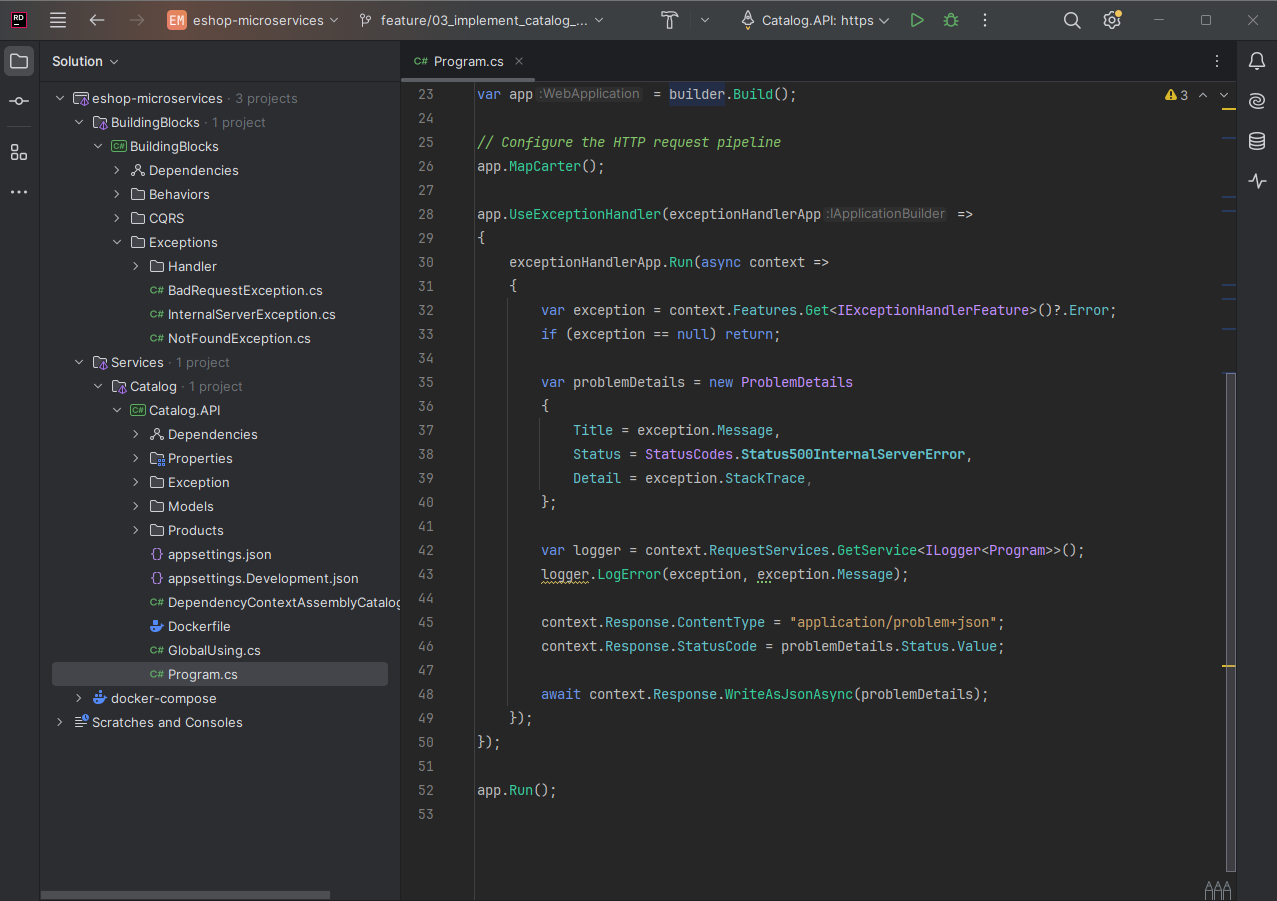 EM eshop-microservices feature/03_implement_catalog_... Catalog.API: https
Solution
C# Program.cs
eshop-microservices · 3 projects
BuildingBlocks · 1 project
C# BuildingBlocks
Dependencies
Behaviors
CQRS
Exceptions
Handler
C# BadRequestException.cs
C# InternalServerException.cs
C# NotFoundException.cs
Services · 1 project
Catalog · 1 project
C# Catalog.API
Dependencies
Properties
Exception
Models
Products
{} appsettings.json
{} appsettings.Development.json
C# DependencyContextAssemblyCatalog
Dockerfile
C# GlobalUsing.cs
C# Program.cs
docker-compose
Scratches and Consoles
23 var app :WebApplication = builder.Build();
3
24
25 // Configure the HTTP request pipeline
26 app.MapCarter();
27
28 app.UseExceptionHandler(exceptionHandlerApp :IApplicationBuilder =>
29 {
30 exceptionHandlerApp.Run(async context =>
31 {
32 var exception = context.Features.Get<IExceptionHandlerFeature>()?.Error;
33 if (exception == null) return;
34
35 var problemDetails = new ProblemDetails
36 {
37 Title = exception.Message,
38 Status = StatusCodes.Status500InternalServerError,
39 Detail = exception.StackTrace,
40 };
41
42 var logger = context.RequestServices.GetService<ILogger<Program>>();
43 logger.LogError(exception, exception.Message);
44
45 context.Response.ContentType = "application/problem+json";
46 context.Response.StatusCode = problemDetails.Status.Value;
47
48 await context.Response.WriteAsJsonAsync(problemDetails);
49 });
50 });
51
52 app.Run();
53